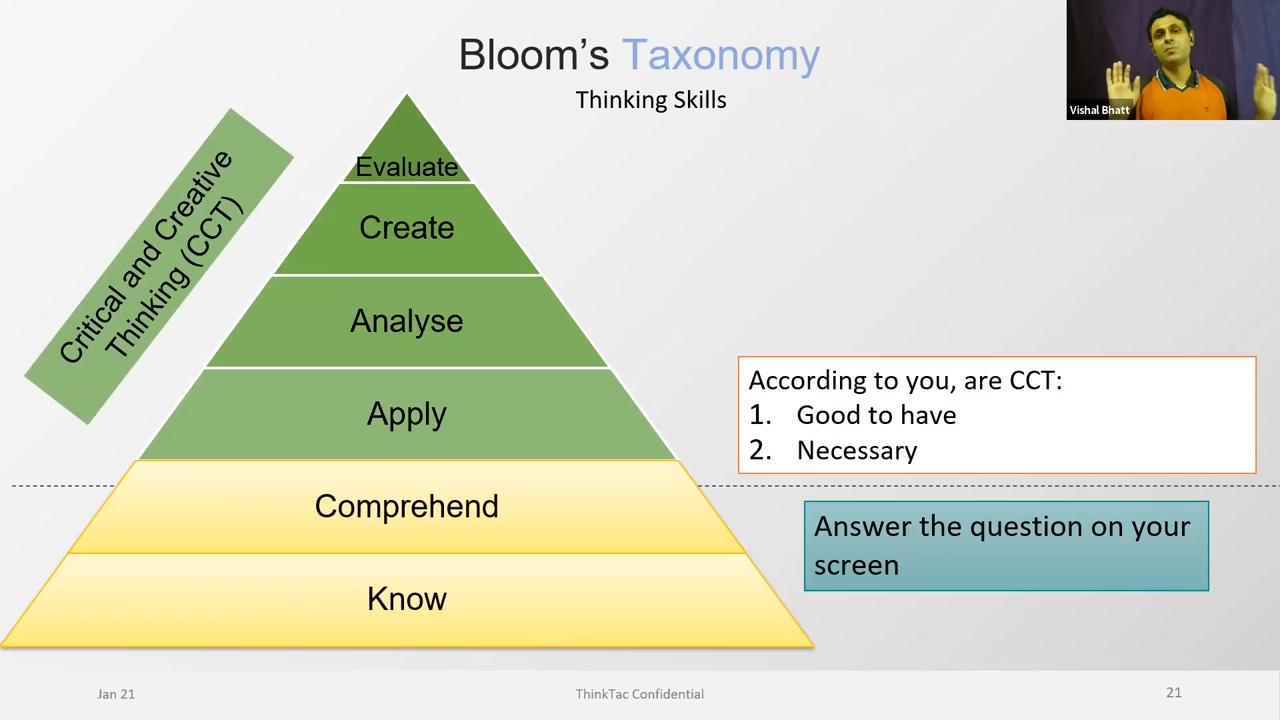 Bloom's Taxonomy
Thinking Skills
Vishal Bhatt
Critical and Creative
Thinking (CCT)
Evaluate
Create
Analyse
Apply
Comprehend
Know
According to you, are CCT:
1. Good to have
2. Necessary
Answer the question on your
screen
Jan 21
ThinkTac Confidential
21